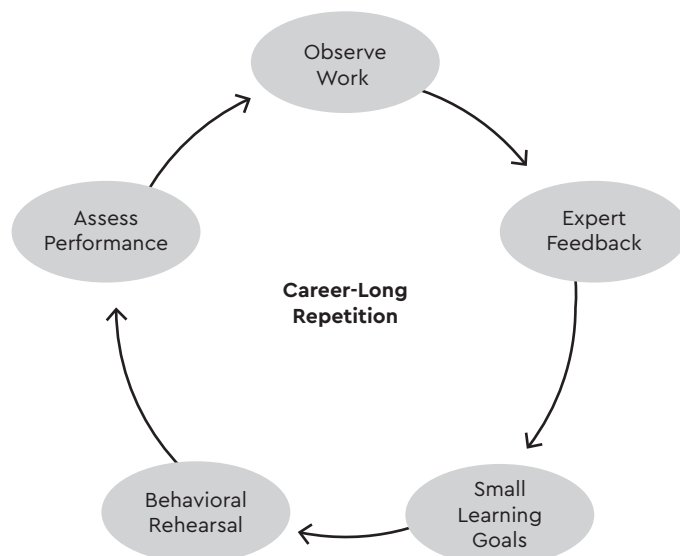 Observe
Work
Expert
Feedback
Small
Learning
Goals
Behavioral
Rehearsal
Assess
Performance
Career-Long
Repetition